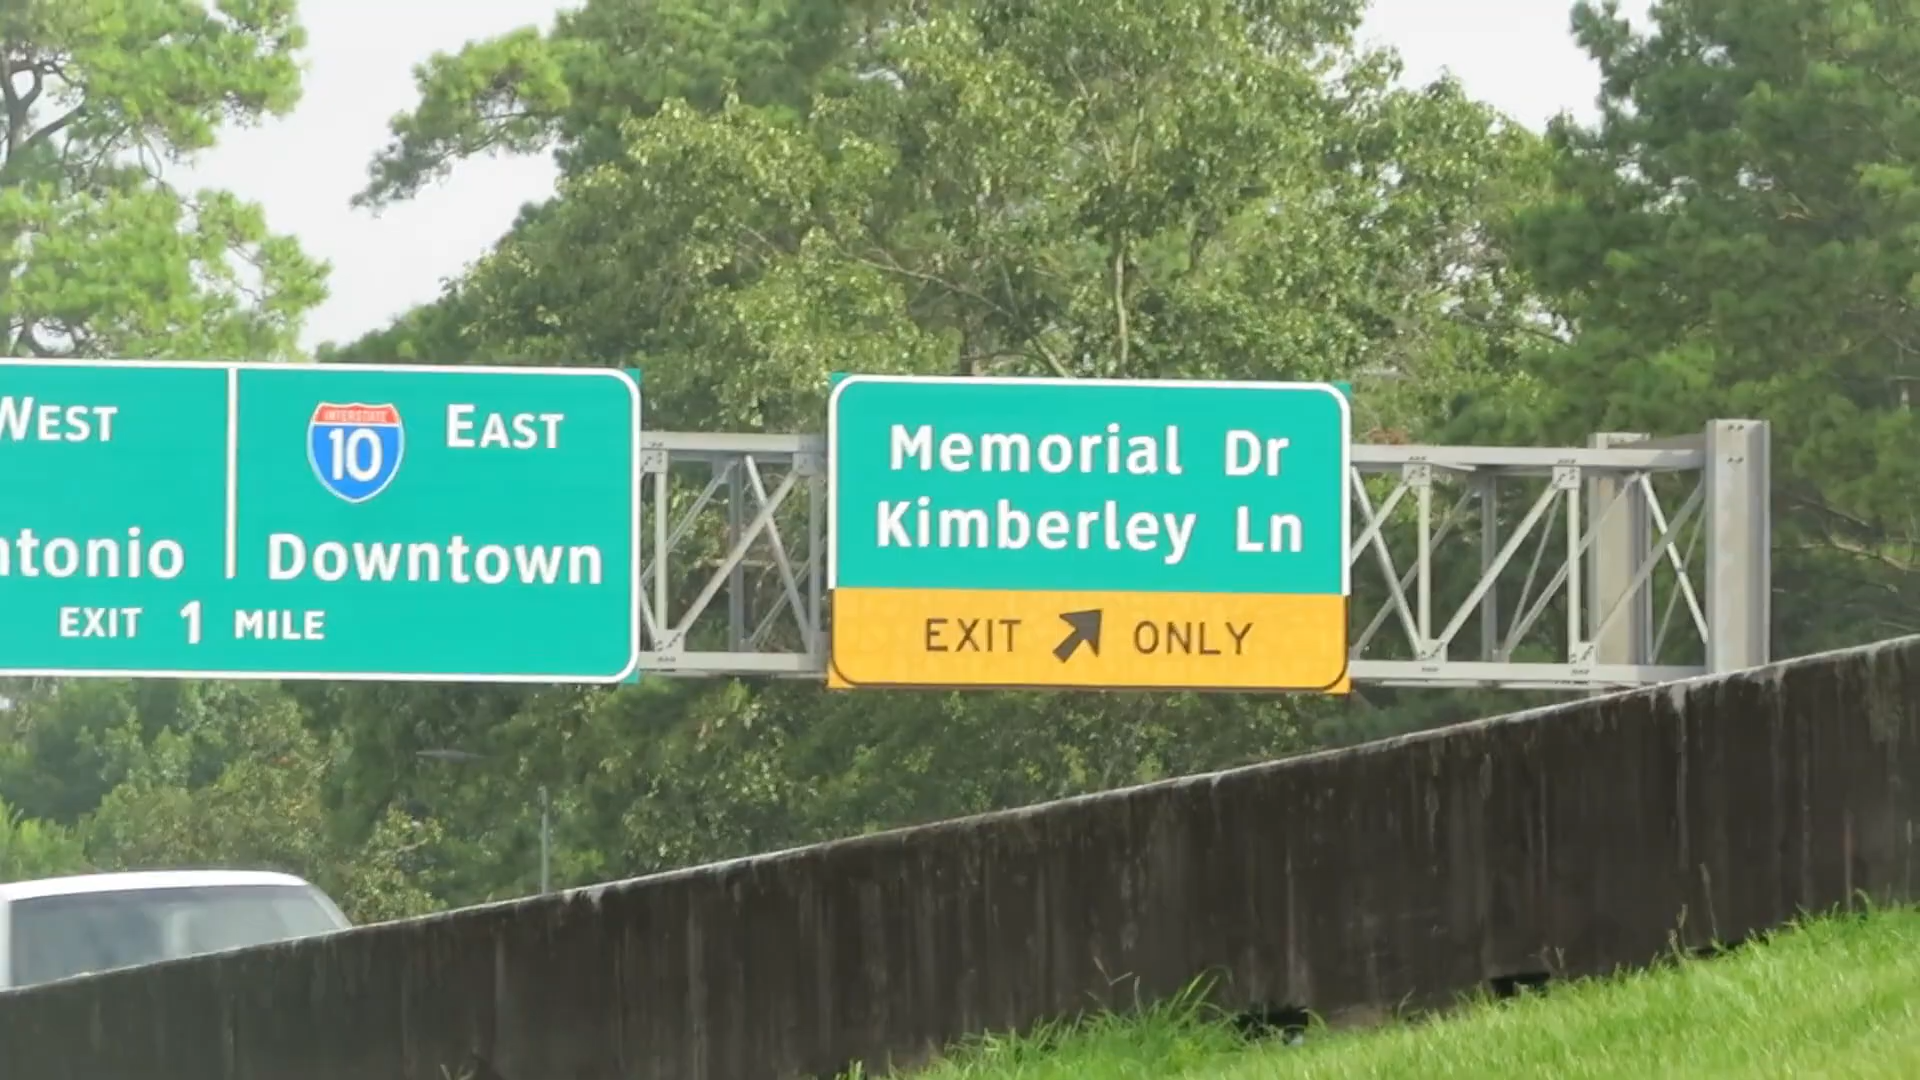 WEST
INTERSTATE
10
EAST
ntonio
Downtown
EXIT 1 MILE
Memorial Dr
Kimberley Ln
EXIT ONLY